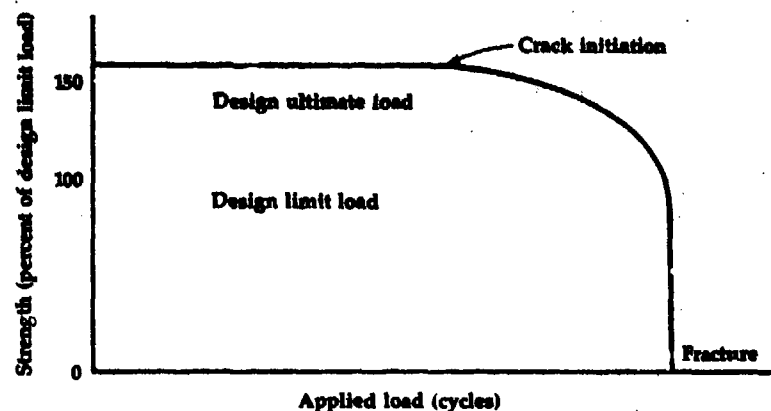 Strength (percent of design limit load)
150
100
0
Crack initiation
Design ultimate load
Design limit load
Fracture
Applied load (cycles)